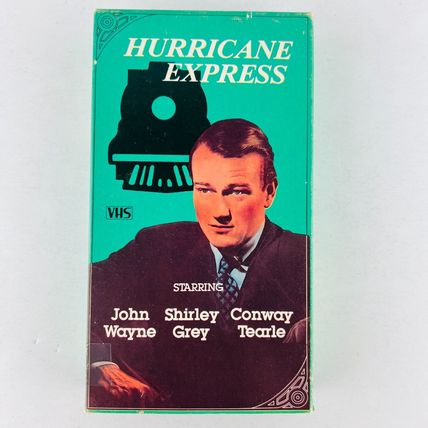 HURRICANE
EXPRESS
VHS
STARRING
John Shirley Conway
Wayne Grey Tearle